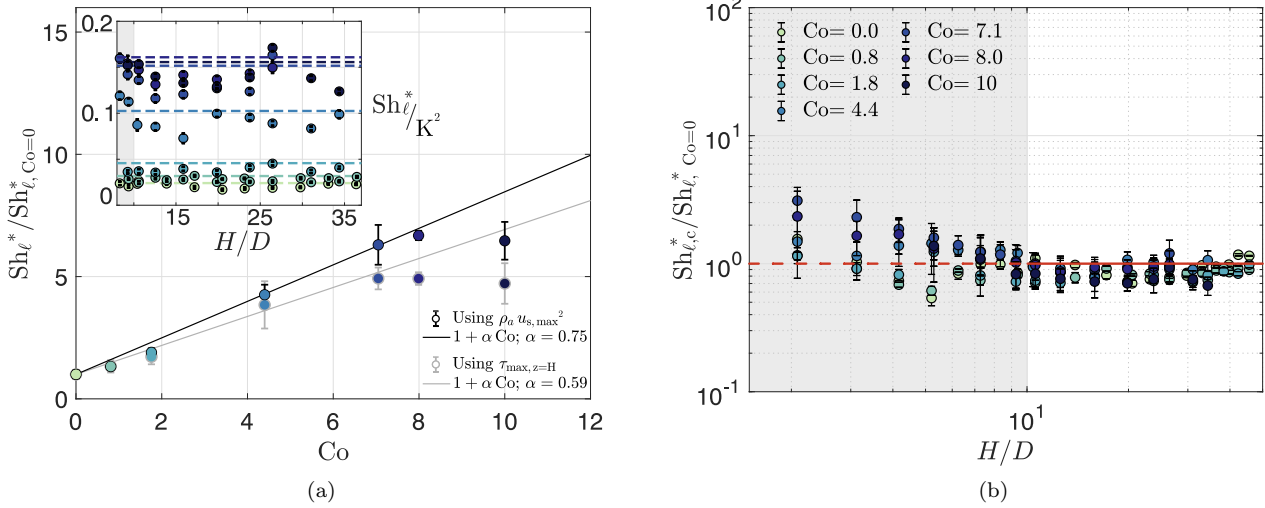 0.2
0.1
0
15
25
35
H/D
Sh*ℓ/K²
15
10
5
0
0
2
4
6
8
10
12
Shℓ*/Sh*ℓ, Co=0
Co
Using ρₐ uₛ,ₘₐₓ²
1 + α Co; α = 0.75
Using τmax, z=H
1 + α Co; α = 0.59
(a)
10²
10¹
10⁰
10⁻¹
10¹
Sh*ℓ,c/Sh*ℓ, Co=0
Co= 0.0
Co= 0.8
Co= 1.8
Co= 4.4
Co= 7.1
Co= 8.0
Co= 10
H/D
(b)